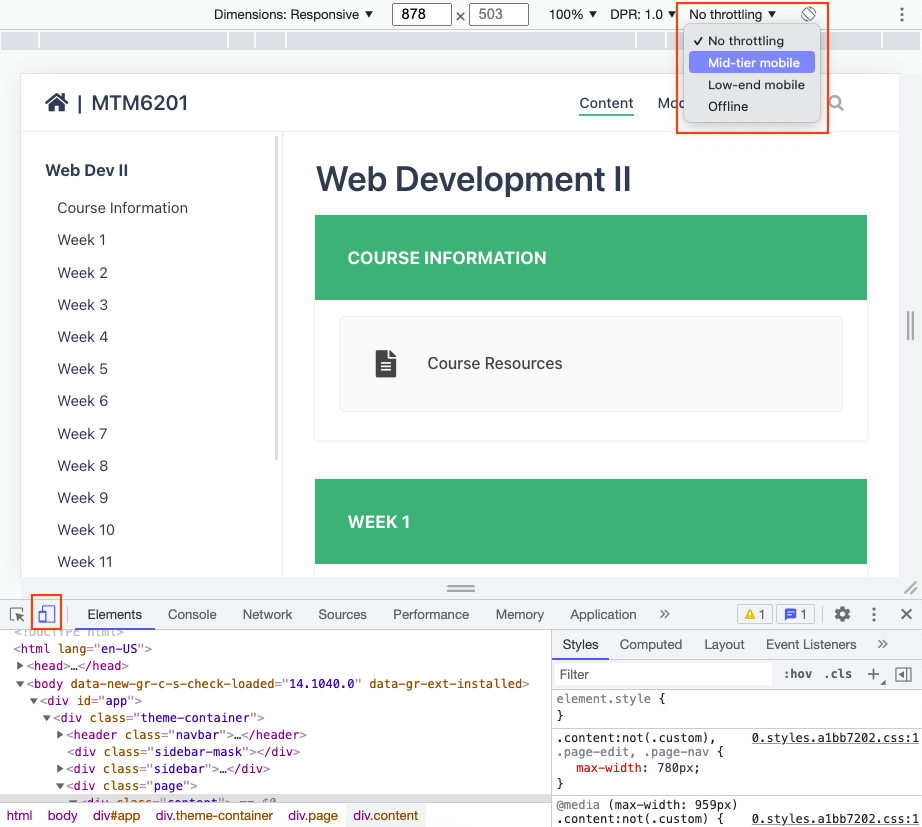 Dimensions: Responsive ▼ 878 × 503 100% ▼ DPR: 1.0 ▼ No throttling ▼
✓ No throttling
Mid-tier mobile
Low-end mobile
Offline
| MTM6201
Content
Web Dev II
Course Information
Week 1
Week 2
Week 3
Week 4
Week 5
Week 6
Week 7
Week 8
Week 9
Week 10
Week 11
Web Development II
COURSE INFORMATION
Course Resources
WEEK 1
Elements Console Network Sources Performance Memory Application » 1 1
<!DOCTYPE html>
<html lang="en-US">
▶<head>…</head>
▼<body data-new-gr-c-s-check-loaded="14.1040.0" data-gr-ext-installed>
▼<div id="app">
▼<div class="theme-container">
▶<header class="navbar">…</header>
<div class="sidebar-mask"></div>
▶<div class="sidebar">…</div>
▼<div class="page">
▼<div class="content"> == $0
html body div#app div.theme-container div.page div.content
Styles Computed Layout Event Listeners »
Filter :hov .cls +
element.style {
}
.content:not(.custom), 0.styles.a1bb7202.css:1
.page-edit, .page-nav {
max-width: 780px;
}
@media (max-width: 959px)
.content:not(.custom) { 0.styles.a1bb7202.css:1